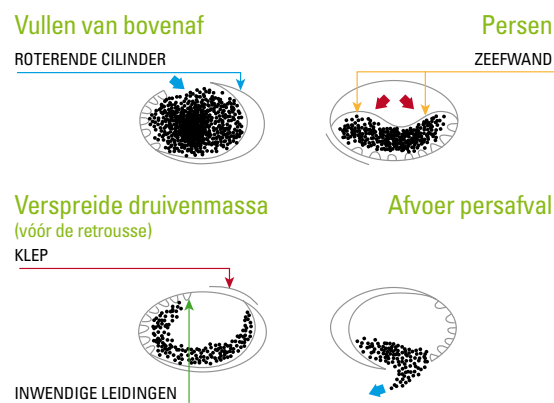 Vullen van bovenaf
ROTERENDE CILINDER
Persen
ZEEFWAND
Verspreide druivenmassa
(vóór de retrousse)
KLEP
INWENDIGE LEIDINGEN
Afvoer persafval